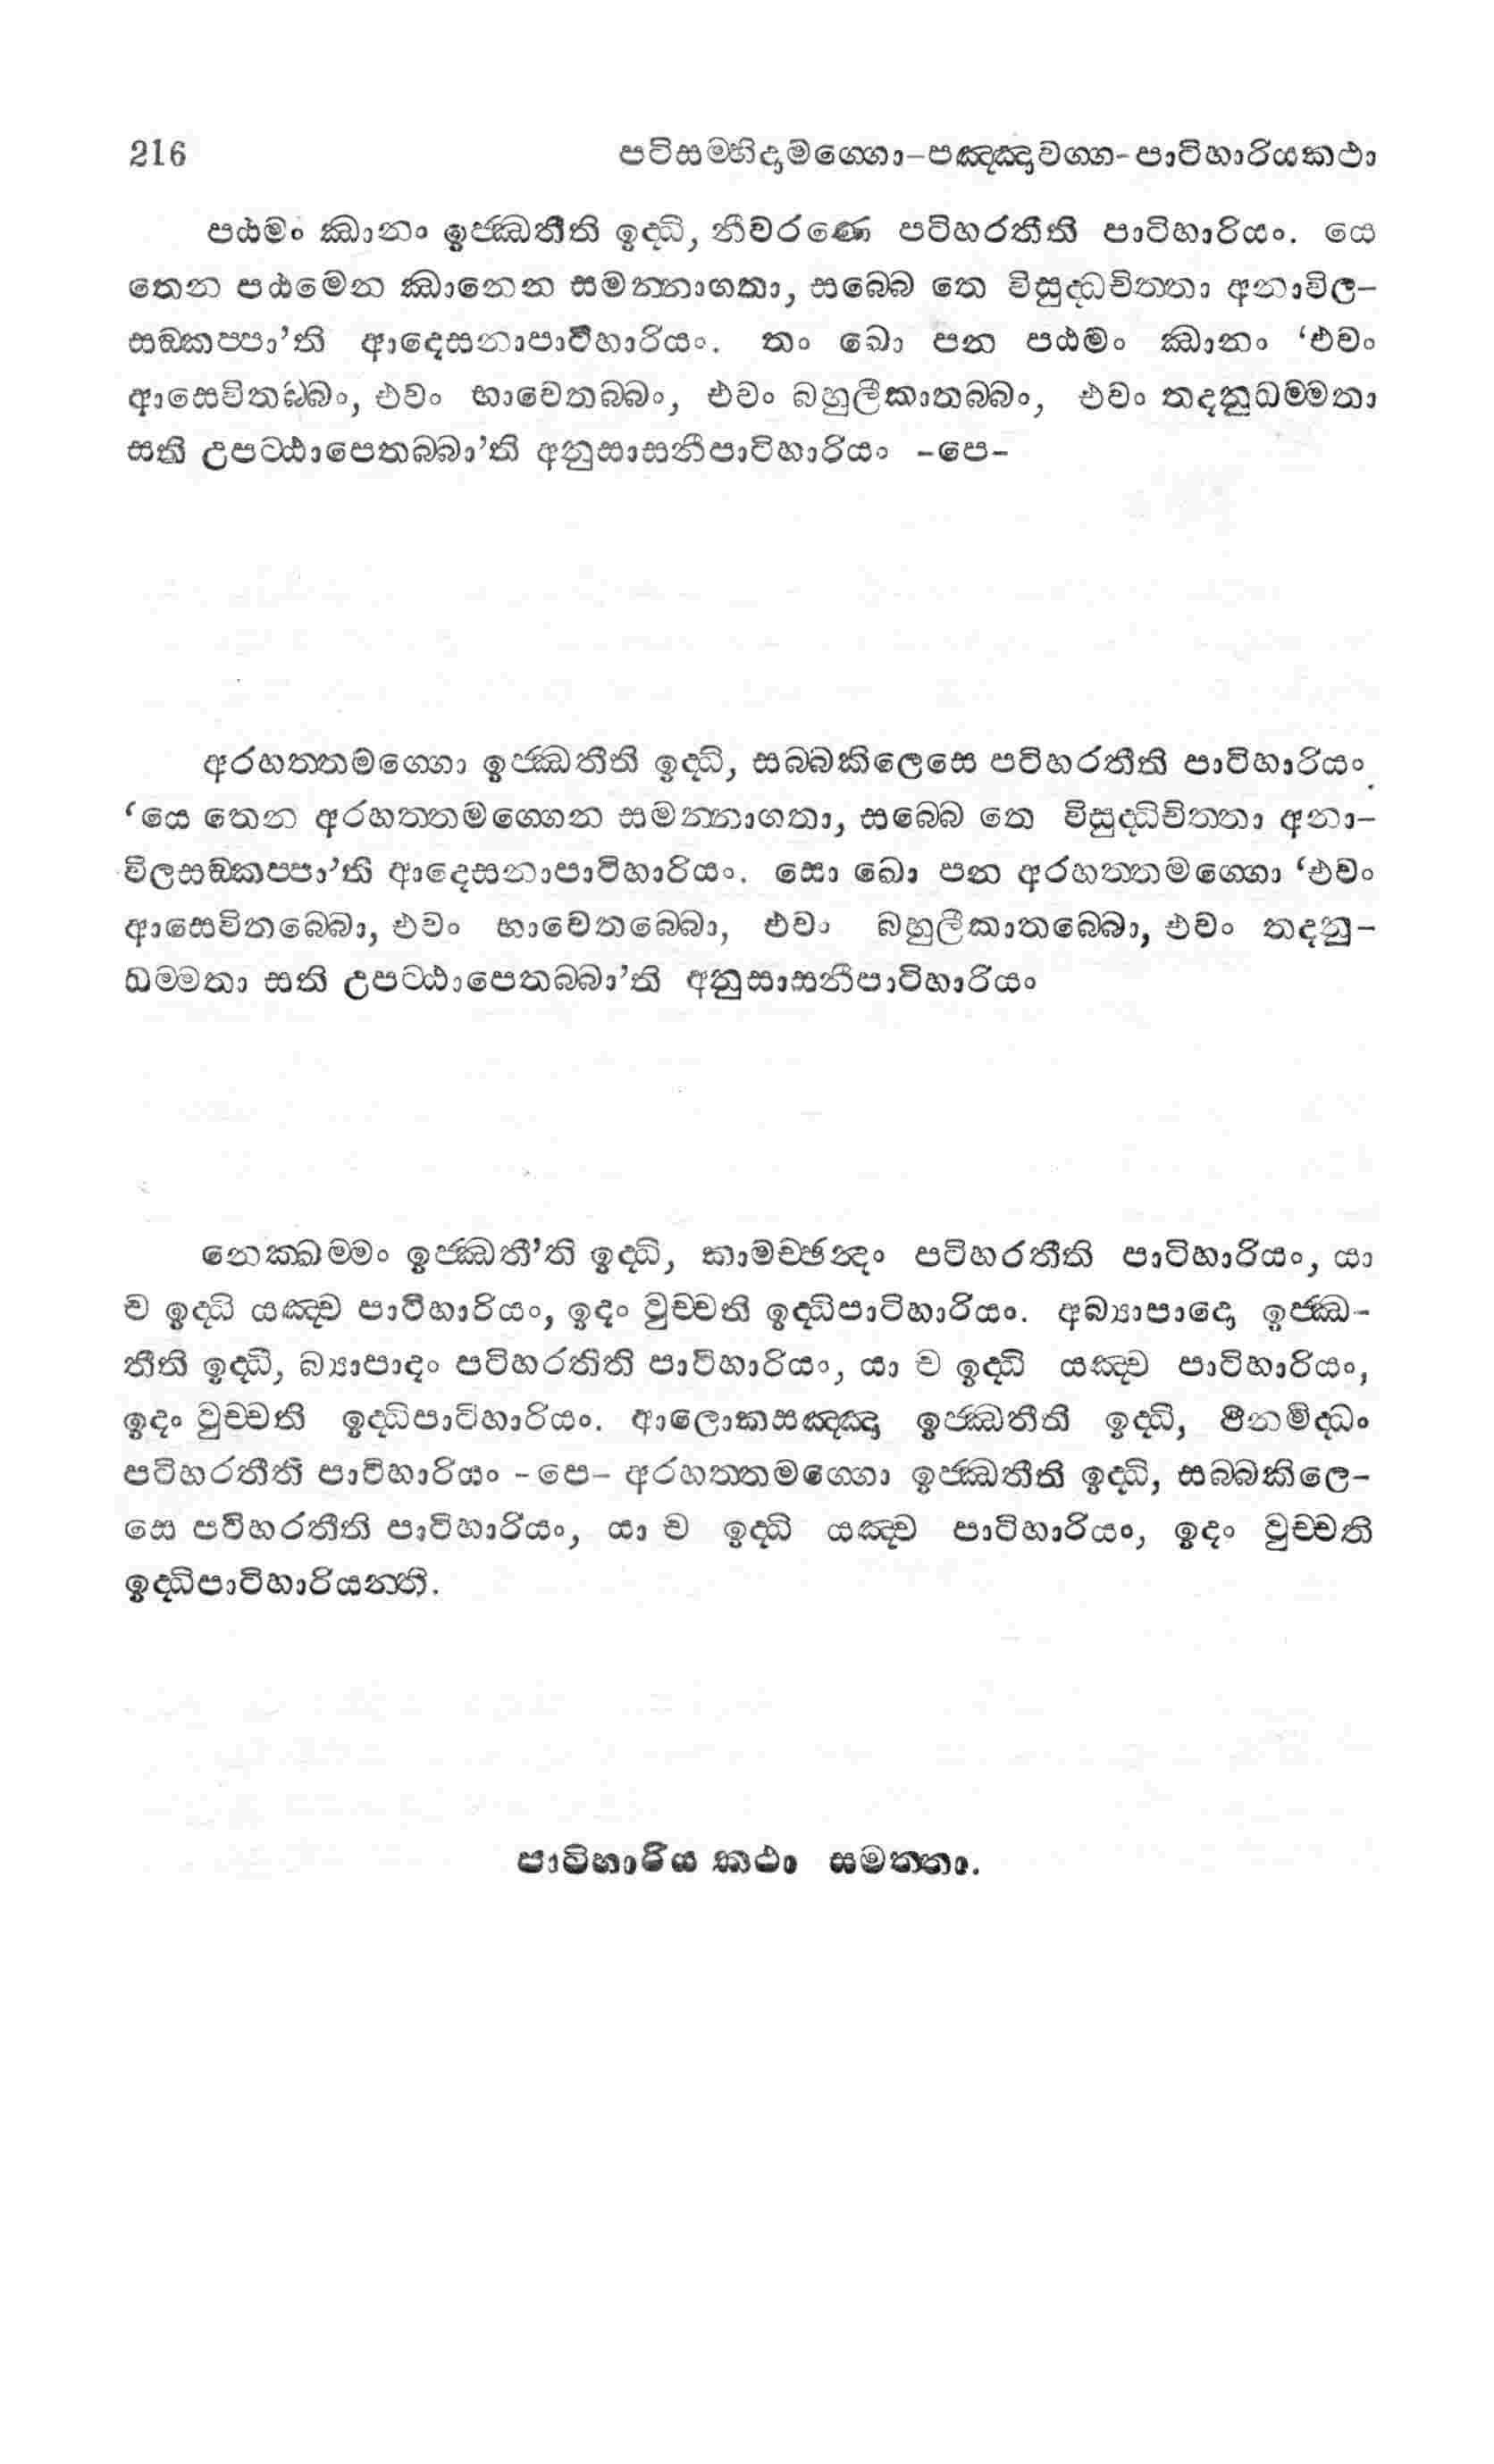 216 පටිසම්භිදාමග්ගො-පඤ්ඤාවග්ග-පාටිහාරියකථා
පඨමං ඣානං ඉජ්ඣතීති ඉද්ධි, නීවරණෙ පටිහරතීති පාටිහාරියං. යෙ
තෙන පඨමෙන ඣානෙන සමන්නාගතා, සබ්බෙ තෙ විසුද්ධචිත්තා අනාවිල-
සඞ්කප්පා’ති ආදෙසනාපාටිහාරියං. තං ඛො පන පඨමං ඣානං ‘එවං
ආසෙවිතබ්බං, එවං භාවෙතබ්බං, එවං බහුලීකාතබ්බං, එවං තදනුධම්මතා
සති උපට්ඨාපෙතබ්බා’ති අනුසාසනීපාටිහාරියං -පෙ-
අරහත්තමග්ගො ඉජ්ඣතීති ඉද්ධි, සබ්බකිලෙසෙ පටිහරතීති පාටිහාරියං.
‘යෙ තෙන අරහත්තමග්ගෙන සමන්නාගතා, සබ්බෙ තෙ විසුද්ධිචිත්තා අනා-
විලසඞ්කප්පා’ති ආදෙසනාපාටිහාරියං. සො ඛො පන අරහත්තමග්ගො ‘එවං
ආසෙවිතබ්බො, එවං භාවෙතබ්බො, එවං බහුලීකාතබ්බො, එවං තදනු-
ධම්මතා සති උපට්ඨාපෙතබ්බා’ති අනුසාසනීපාටිහාරියං
නෙක්ඛම්මං ඉජ්ඣතී’ති ඉද්ධි, කාමච්ඡන්දං පටිහරතීති පාටිහාරියං, යා
ච ඉද්ධි යඤ්ච පාටිහාරියං, ඉදං වුච්චති ඉද්ධිපාටිහාරියං. අබ්‍යාපාදො ඉජ්ඣ-
තීති ඉද්ධි, බ්‍යාපාදං පටිහරතිති පාටිහාරියං, යා ච ඉද්ධි යඤ්ච පාටිහාරියං,
ඉදං වුච්චති ඉද්ධිපාටිහාරියං. ආලොකසඤ්ඤා ඉජ්ඣතීති ඉද්ධි, ථීනමිද්ධං
පටිහරතීති පාටිහාරියං -පෙ- අරහත්තමග්ගො ඉජ්ඣතීති ඉද්ධි, සබ්බකිලෙ-
සෙ පටිහරතීති පාටිහාරියං, යා ච ඉද්ධි යඤ්ච පාටිහාරියං, ඉදං වුච්චති
ඉද්ධිපාටිහාරියන්ති.
පාටිහාරිය කථා සමත්තා.